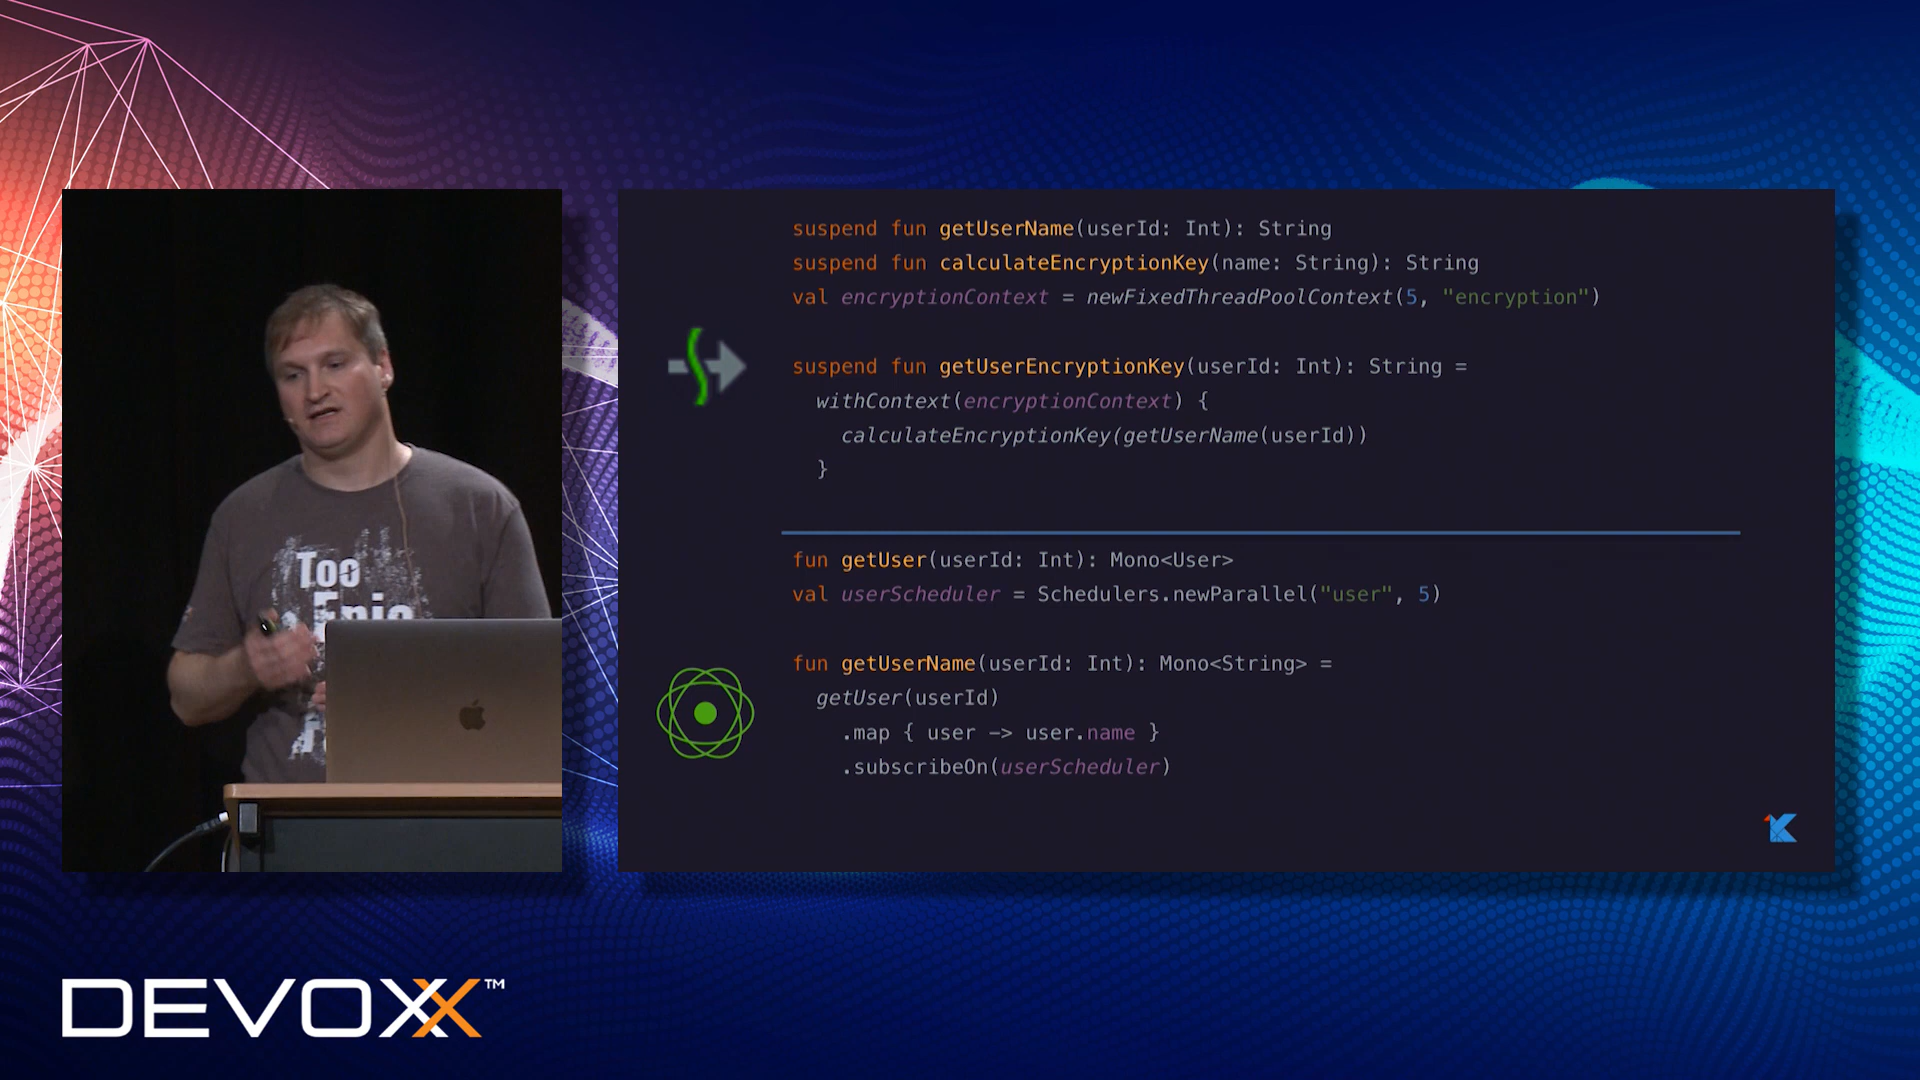 suspend fun getUserName(userId: Int): String
suspend fun calculateEncryptionKey(name: String): String
val encryptionContext = newFixedThreadPoolContext(5, "encryption")
suspend fun getUserEncryptionKey(userId: Int): String =
withContext(encryptionContext) {
calculateEncryptionKey(getUserName(userId))
}
fun getUser(userId: Int): Mono<User>
val userScheduler = Schedulers.newParallel("user", 5)
fun getUserName(userId: Int): Mono<String> =
getUser(userId)
.map { user -> user.name }
.subscribeOn(userScheduler)
Too
Epic
DEVOXX™